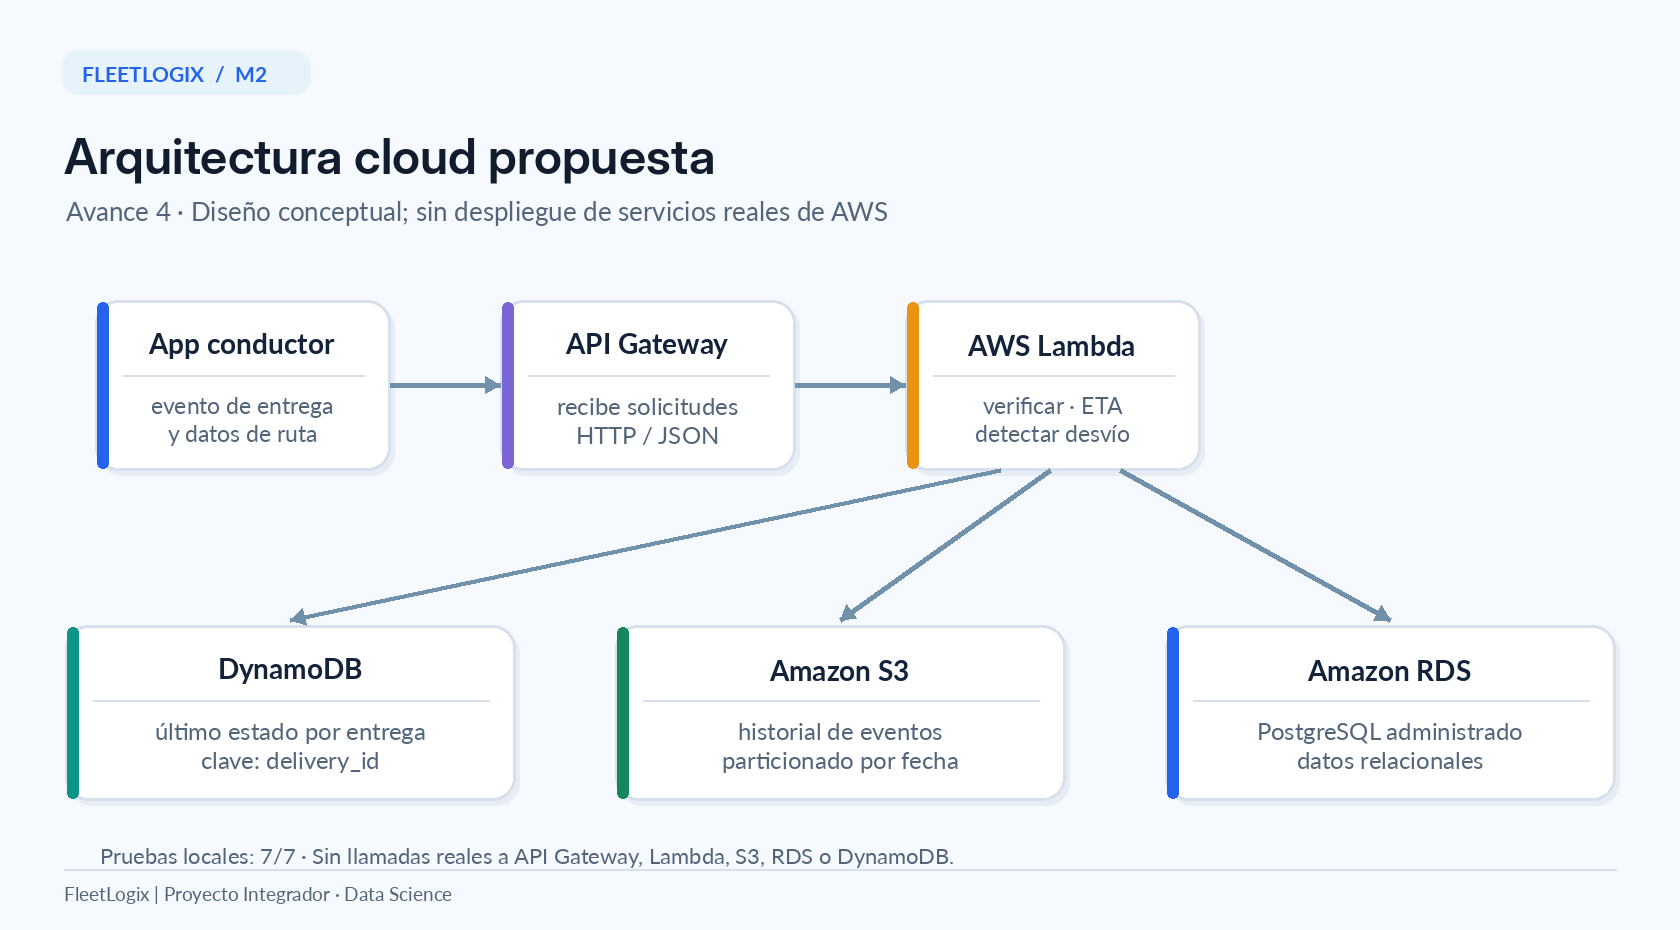 FLEETLOGIX / M2
Arquitectura cloud propuesta
Avance 4 · Diseño conceptual; sin despliegue de servicios reales de AWS
App conductor
evento de entrega
y datos de ruta
API Gateway
recibe solicitudes
HTTP / JSON
AWS Lambda
verificar · ETA
detectar desvío
DynamoDB
último estado por entrega
clave: delivery_id
Amazon S3
historial de eventos
particionado por fecha
Amazon RDS
PostgreSQL administrado
datos relacionales
Pruebas locales: 7/7 · Sin llamadas reales a API Gateway, Lambda, S3, RDS o DynamoDB.
FleetLogix | Proyecto Integrador · Data Science